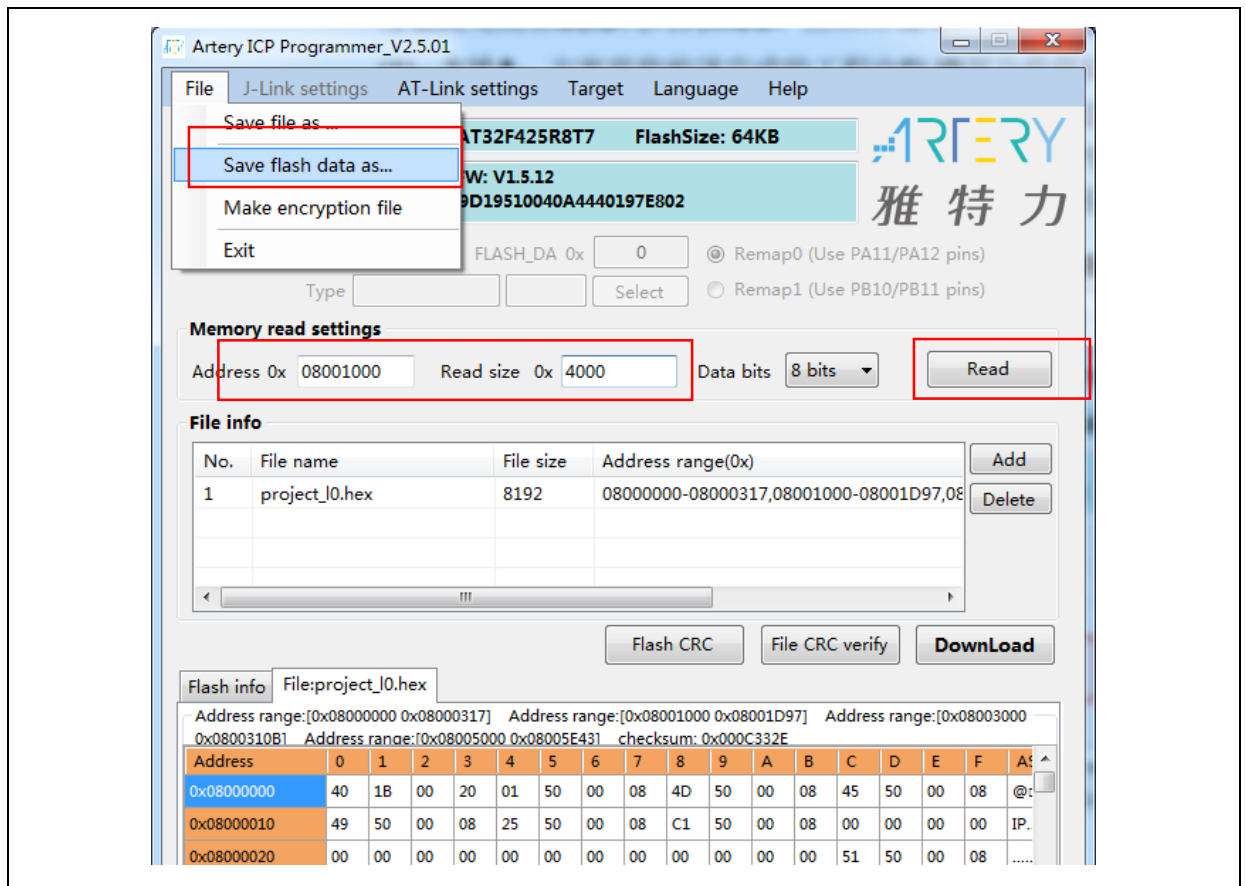 Artery ICP Programmer_V2.5.01
File J-Link settings AT-Link settings Target Language Help
Save file as ...
Save flash data as...
Make encryption file
Exit
AT32F425R8T7 FlashSize: 64KB
FW: V1.5.12
9D19510040A4440197E802
ARTERY
雅特力
FLASH_DA 0x 0 Remap0 (Use PA11/PA12 pins)
Type Select Remap1 (Use PB10/PB11 pins)
Memory read settings
Address 0x 08001000 Read size 0x 4000 Data bits 8 bits Read
File info
No. File name File size Address range(0x) Add
1 project_l0.hex 8192 08000000-08000317,08001000-08001D97,08 Delete
Flash CRC File CRC verify DownLoad
Flash info File:project_l0.hex
Address range:[0x08000000 0x08000317] Address range:[0x08001000 0x08001D97] Address range:[0x08003000
0x0800310B] Address range:[0x08005000 0x08005E43] checksum: 0x000C332E
Address 0 1 2 3 4 5 6 7 8 9 A B C D E F
0x08000000 40 1B 00 20 01 50 00 08 4D 50 00 08 45 50 00 08
0x08000010 49 50 00 08 25 50 00 08 C1 50 00 08 00 00 00 00 IP..
0x08000020 00 00 00 00 00 00 00 00 00 00 00 00 51 50 00 08 .....